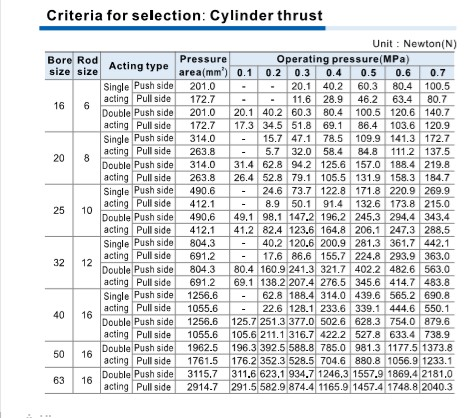 Criteria for selection: Cylinder thrust
Unit : Newton(N)
Bore size Rod size Acting type Pressure area(mm²) Operating pressure(MPa)
0.1 0.2 0.3 0.4 0.5 0.6 0.7
16 6 Single acting Push side 201.0 - - 20.1 40.2 60.3 80.4 100.5
Pull side 172.7 - - 11.6 28.9 46.2 63.4 80.7
Double acting Push side 201.0 20.1 40.2 60.3 80.4 100.5 120.6 140.7
Pull side 172.7 17.3 34.5 51.8 69.1 86.4 103.6 120.9
20 8 Single acting Push side 314.0 - 15.7 47.1 78.5 109.9 141.3 172.7
Pull side 263.8 - 5.7 32.0 58.4 84.8 111.2 137.5
Double acting Push side 314.0 31.4 62.8 94.2 125.6 157.0 188.4 219.8
Pull side 263.8 26.4 52.8 79.1 105.5 131.9 158.3 184.7
25 10 Single acting Push side 490.6 - 24.6 73.7 122.8 171.8 220.9 269.9
Pull side 412.1 - 8.9 50.1 91.4 132.6 173.8 215.0
Double acting Push side 490.6 49.1 98.1 147.2 196.2 245.3 294.4 343.4
Pull side 412.1 41.2 82.4 123.6 164.8 206.1 247.3 288.5
32 12 Single acting Push side 804.3 - 40.2 120.6 200.9 281.3 361.7 442.1
Pull side 691.2 - 17.6 86.6 155.7 224.8 293.9 363.0
Double acting Push side 804.3 80.4 160.9 241.3 321.7 402.2 482.6 563.0
Pull side 691.2 69.1 138.2 207.4 276.5 345.6 414.7 483.8
40 16 Single acting Push side 1256.6 - 62.8 188.4 314.0 439.6 565.2 690.8
Pull side 1055.6 - 22.6 128.1 233.6 339.1 444.6 550.1
Double acting Push side 1256.6 125.7 251.3 377.0 502.6 628.3 754.0 879.6
Pull side 1055.6 105.6 211.1 316.7 422.2 527.8 633.4 738.9
50 16 Double acting Push side 1962.5 196.3 392.5 588.8 785.0 981.3 1177.5 1373.8
Pull side 1761.5 176.2 352.3 528.5 704.6 880.8 1056.9 1233.1
63 16 Double acting Push side 3115.7 311.6 623.1 934.7 1246.3 1557.9 1869.4 2181.0
Pull side 2914.7 291.5 582.9 874.4 1165.9 1457.4 1748.8 2040.3